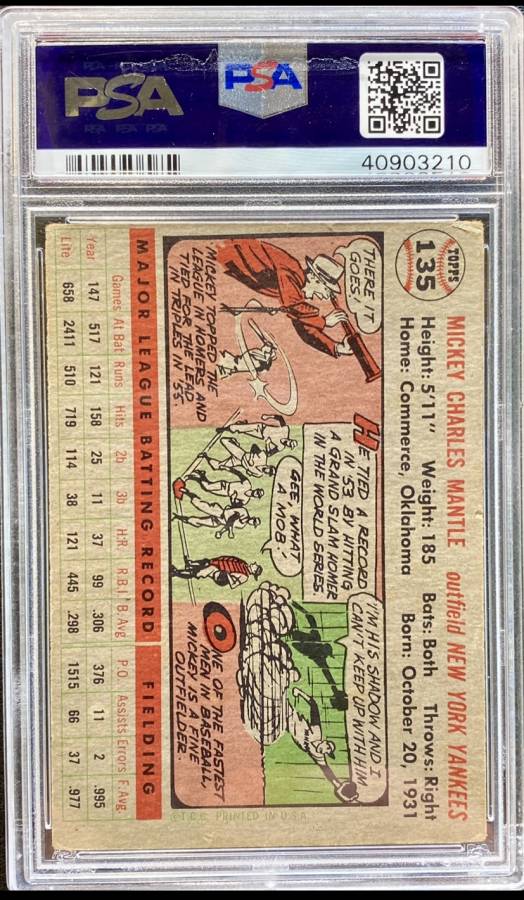 PSA
PSA
PSA PSA PSA
40903210
TOPPS
135
MICKEY CHARLES MANTLE outfield NEW YORK YANKEES
Height: 5'11" Weight: 185 Bats: Both Throws: Right
Home: Commerce, Oklahoma Born: October 20, 1931
THERE IT
GOES!
MICKEY TOPPED THE
LEAGUE IN HOMERS AND
TIED FOR THE LEAD
IN TRIPLES IN '55.
HE TIED A RECORD
IN '53 BY HITTING
A GRAND SLAM HOMER
IN THE WORLD SERIES
GEE WHAT
A MOB!
I'M HIS SHADOW AND I
CAN'T KEEP UP WITH HIM
ONE OF THE FASTEST
MEN IN BASEBALL,
MICKEY IS A FINE
OUTFIELDER.
MAJOR LEAGUE BATTING RECORD FIELDING
Games At Bat Runs Hits 2b 3b H.R. R.B.I. B.Avg. P.O. Assists Errors F.Avg.
Year 147 517 121 158 25 11 37 99 .306 376 11 2 .995
Life 658 2411 510 719 114 38 121 445 .298 1515 66 37 .977
©T.C.G. PRINTED IN U.S.A.